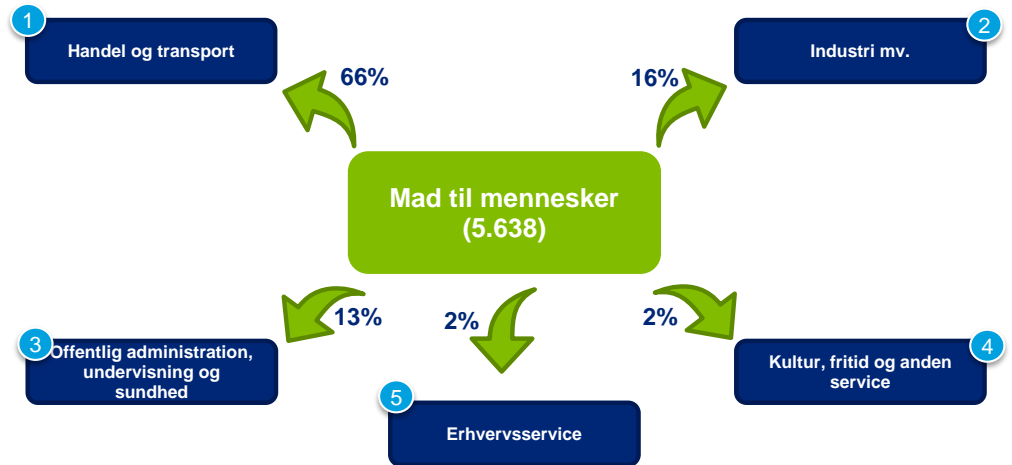 1
Handel og transport
2
Industri mv.
66%
16%
Mad til mennesker
(5.638)
13%
2%
2%
3
Offentlig administration,
undervisning og
sundhed
4
Kultur, fritid og anden
service
5
Erhvervsservice